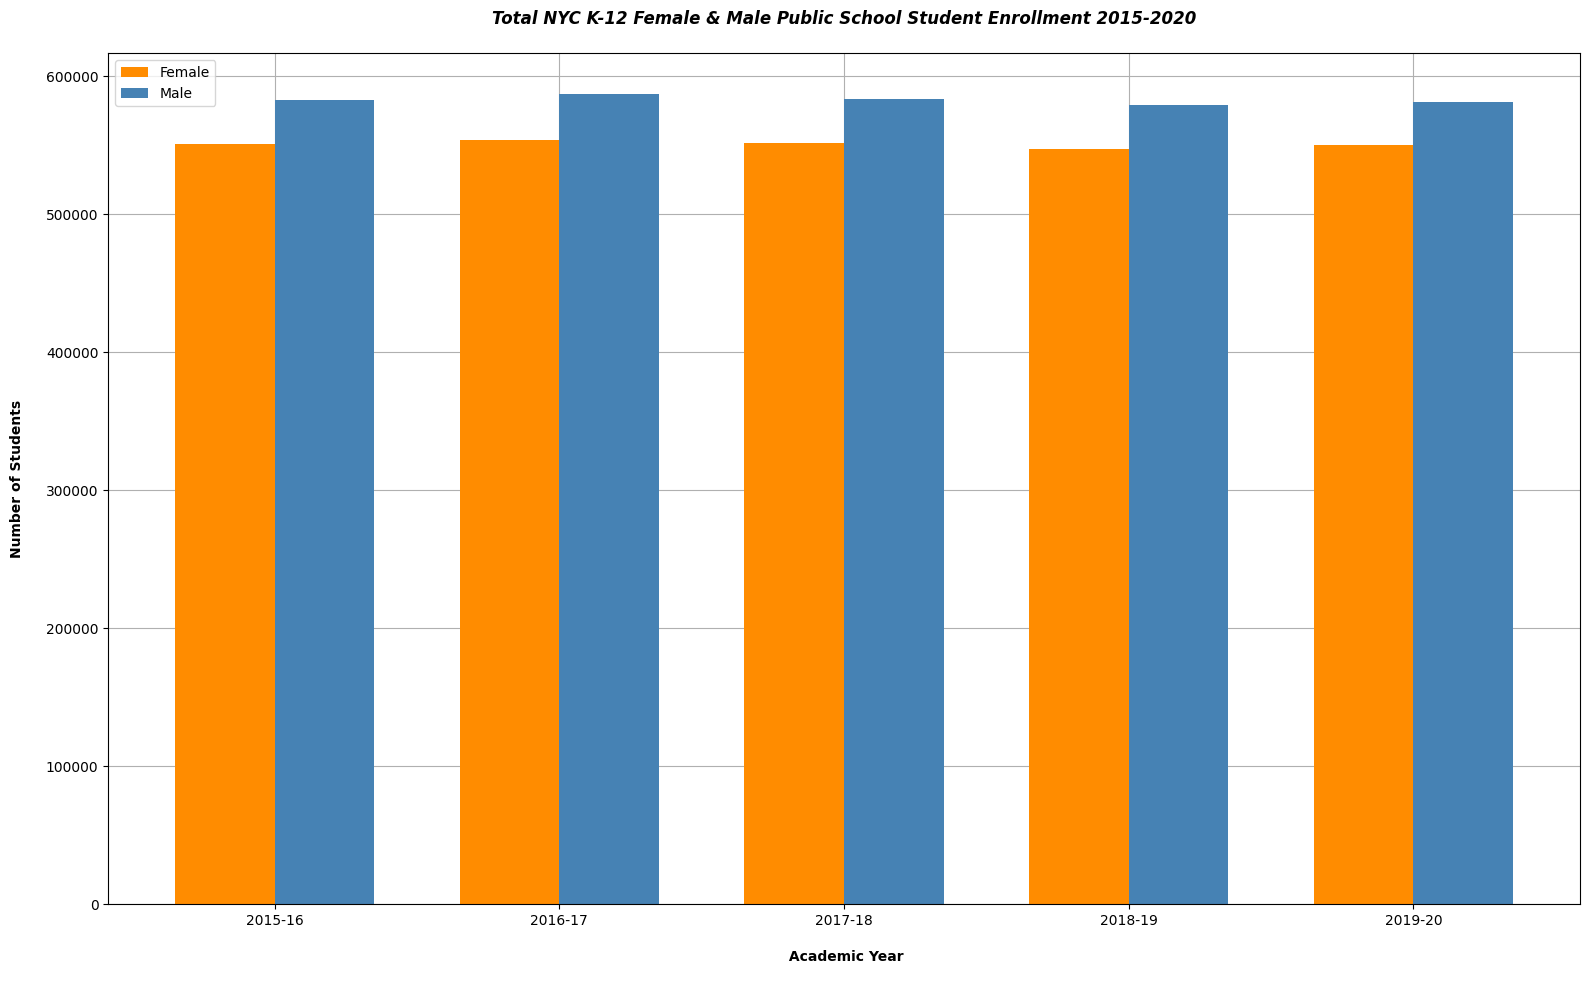 Total NYC K-12 Female & Male Public School Student Enrollment 2015-2020
Female
Male
600000
500000
400000
300000
200000
100000
0
Number of Students
2015-16
2016-17
2017-18
2018-19
2019-20
Academic Year